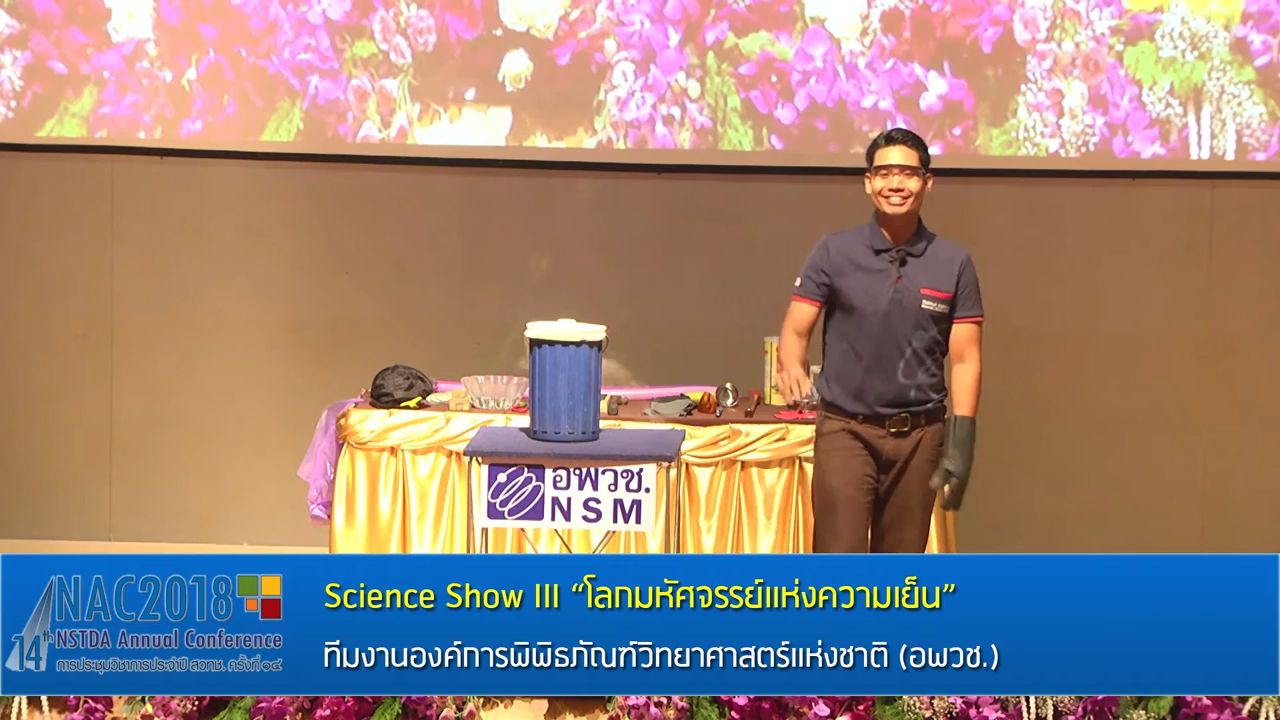 อพวช.
NSM
NAC2018
14th NSTDA Annual Conference
การประชุมวิชาการประจำปี สวทช. ครั้งที่ ๑๔
Science Show III “โลกมหัศจรรย์แห่งความเย็น”
ทีมงานองค์การพิพิธภัณฑ์วิทยาศาสตร์แห่งชาติ (อพวช.)